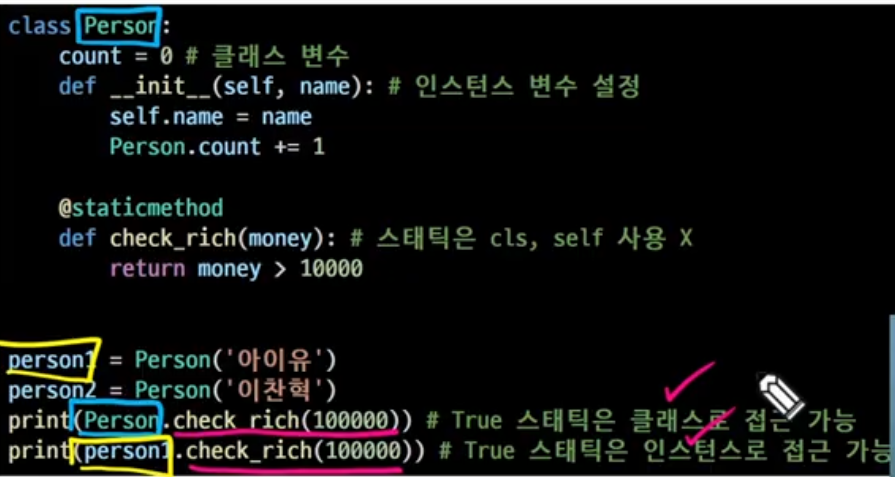 class Person:
    count = 0 # 클래스 변수
    def __init__(self, name): # 인스턴스 변수 설정
        self.name = name
        Person.count += 1
    @staticmethod
    def check_rich(money): # 스태틱은 cls, self 사용 X
        return money > 10000
person1 = Person('아이유')
person2 = Person('이찬혁')
print(Person.check_rich(100000)) # True 스태틱은 클래스로 접근 가능
print(person1.check_rich(100000)) # True 스태틱은 인스턴스로 접근 가능